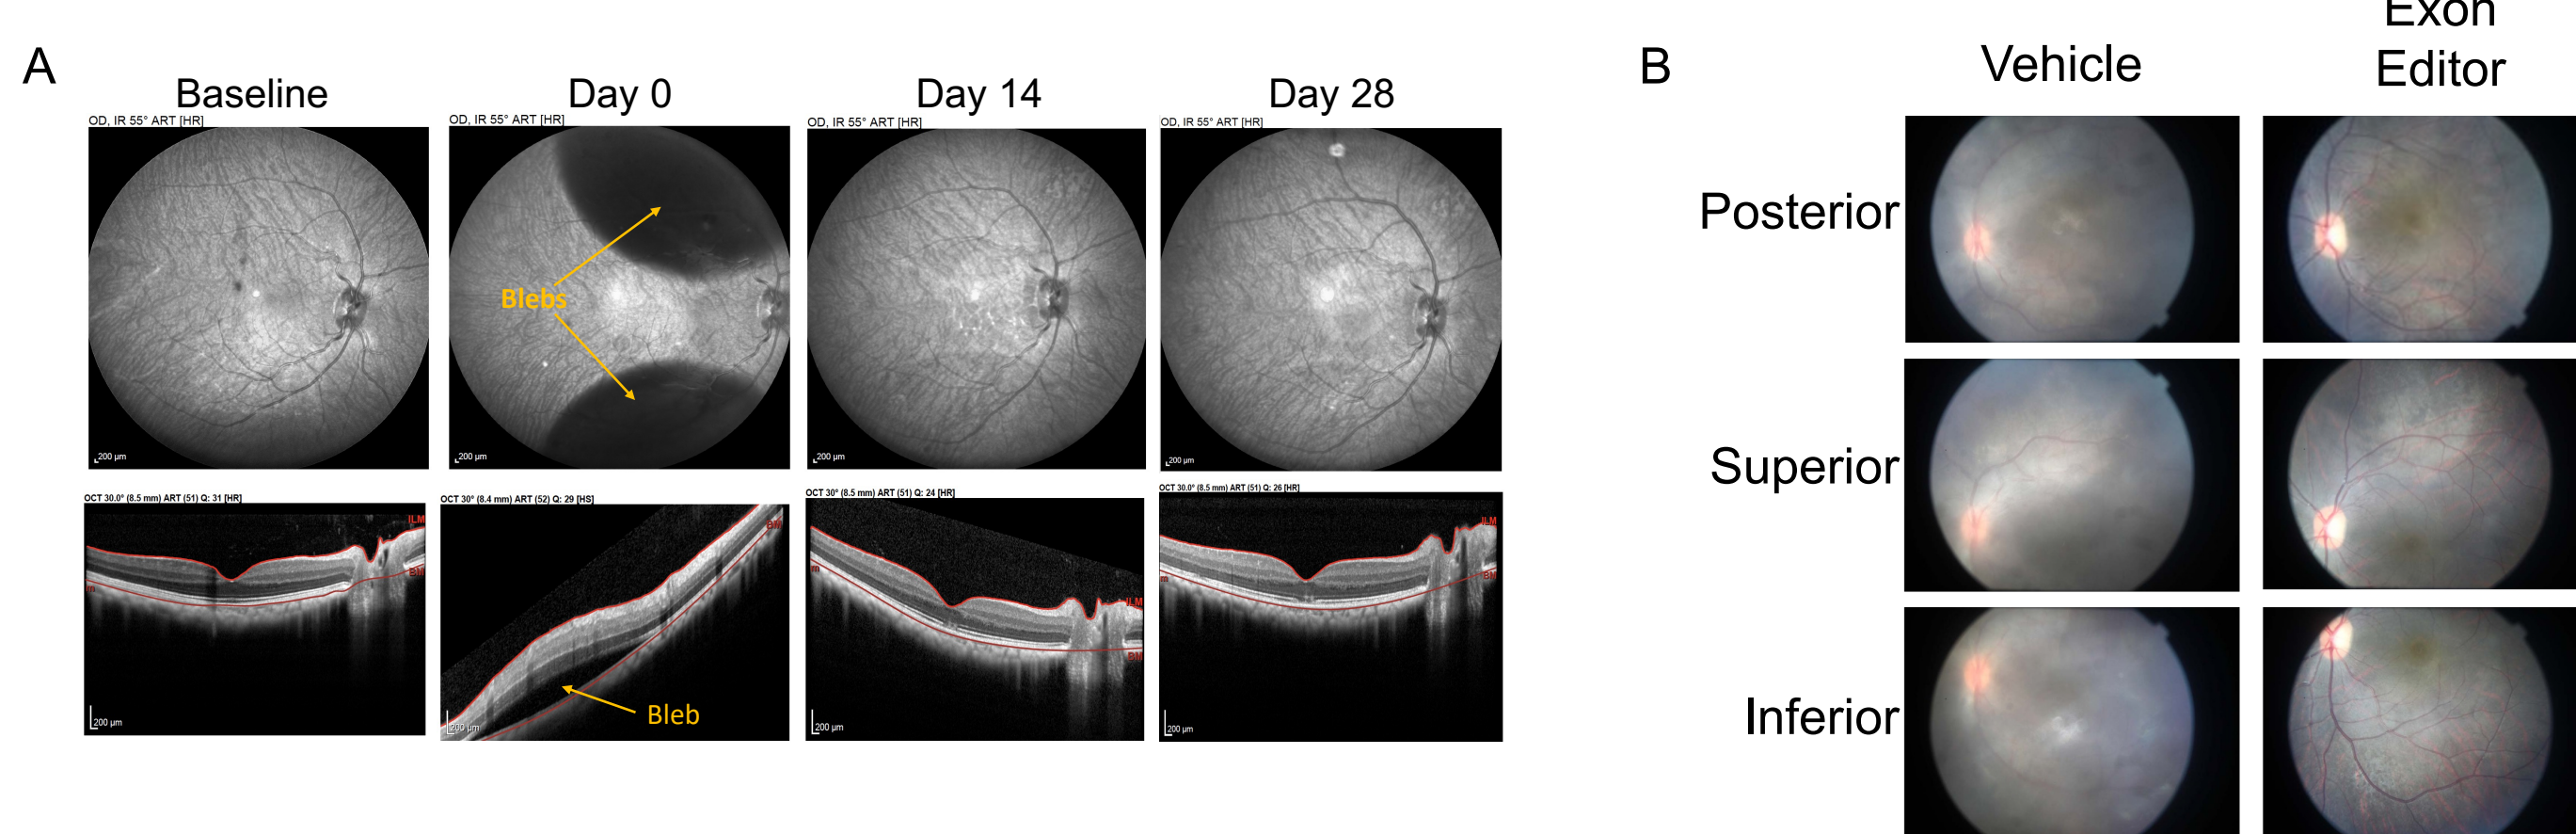 A
Baseline
Day 0
Day 14
Day 28
OD, IR 55° ART [HR]
OD, IR 55° ART [HR]
OD, IR 55° ART [HR]
OD, IR 55° ART [HR]
Blebs
200 µm
200 µm
200 µm
200 µm
OCT 30.0° (8.5 mm) ART (51) Q: 31 [HR]
OCT 30° (8.4 mm) ART (52) Q: 29 [HS]
OCT 30° (8.5 mm) ART (51) Q: 24 [HR]
OCT 30.0° (8.5 mm) ART (51) Q: 26 [HR]
ILM
BM
m
BM
Bleb
m
ILM
BM
m
ILM
BM
200 µm
200 µm
200 µm
200 µm
B
Vehicle
Exon
Editor
Posterior
Superior
Inferior